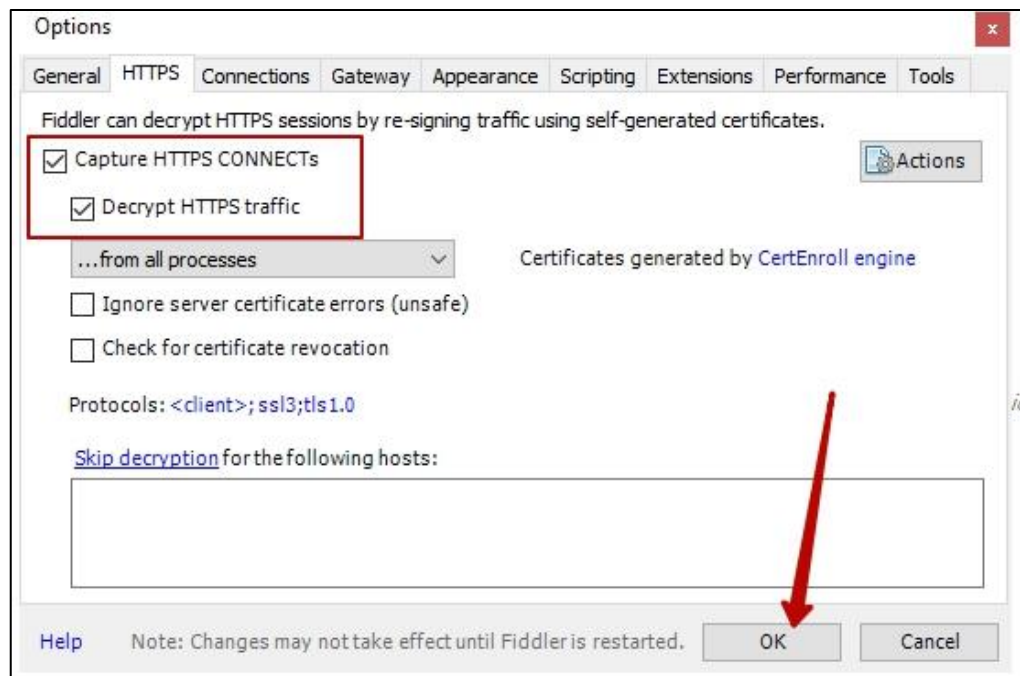 Options
x
General HTTPS Connections Gateway Appearance Scripting Extensions Performance Tools
Fiddler can decrypt HTTPS sessions by re-signing traffic using self-generated certificates.
Capture HTTPS CONNECTs
Actions
Decrypt HTTPS traffic
...from all processes
Certificates generated by CertEnroll engine
Ignore server certificate errors (unsafe)
Check for certificate revocation
Protocols: <client>;ssl3;tls1.0
Skip decryption for the following hosts:
Help Note: Changes may not take effect until Fiddler is restarted. OK Cancel